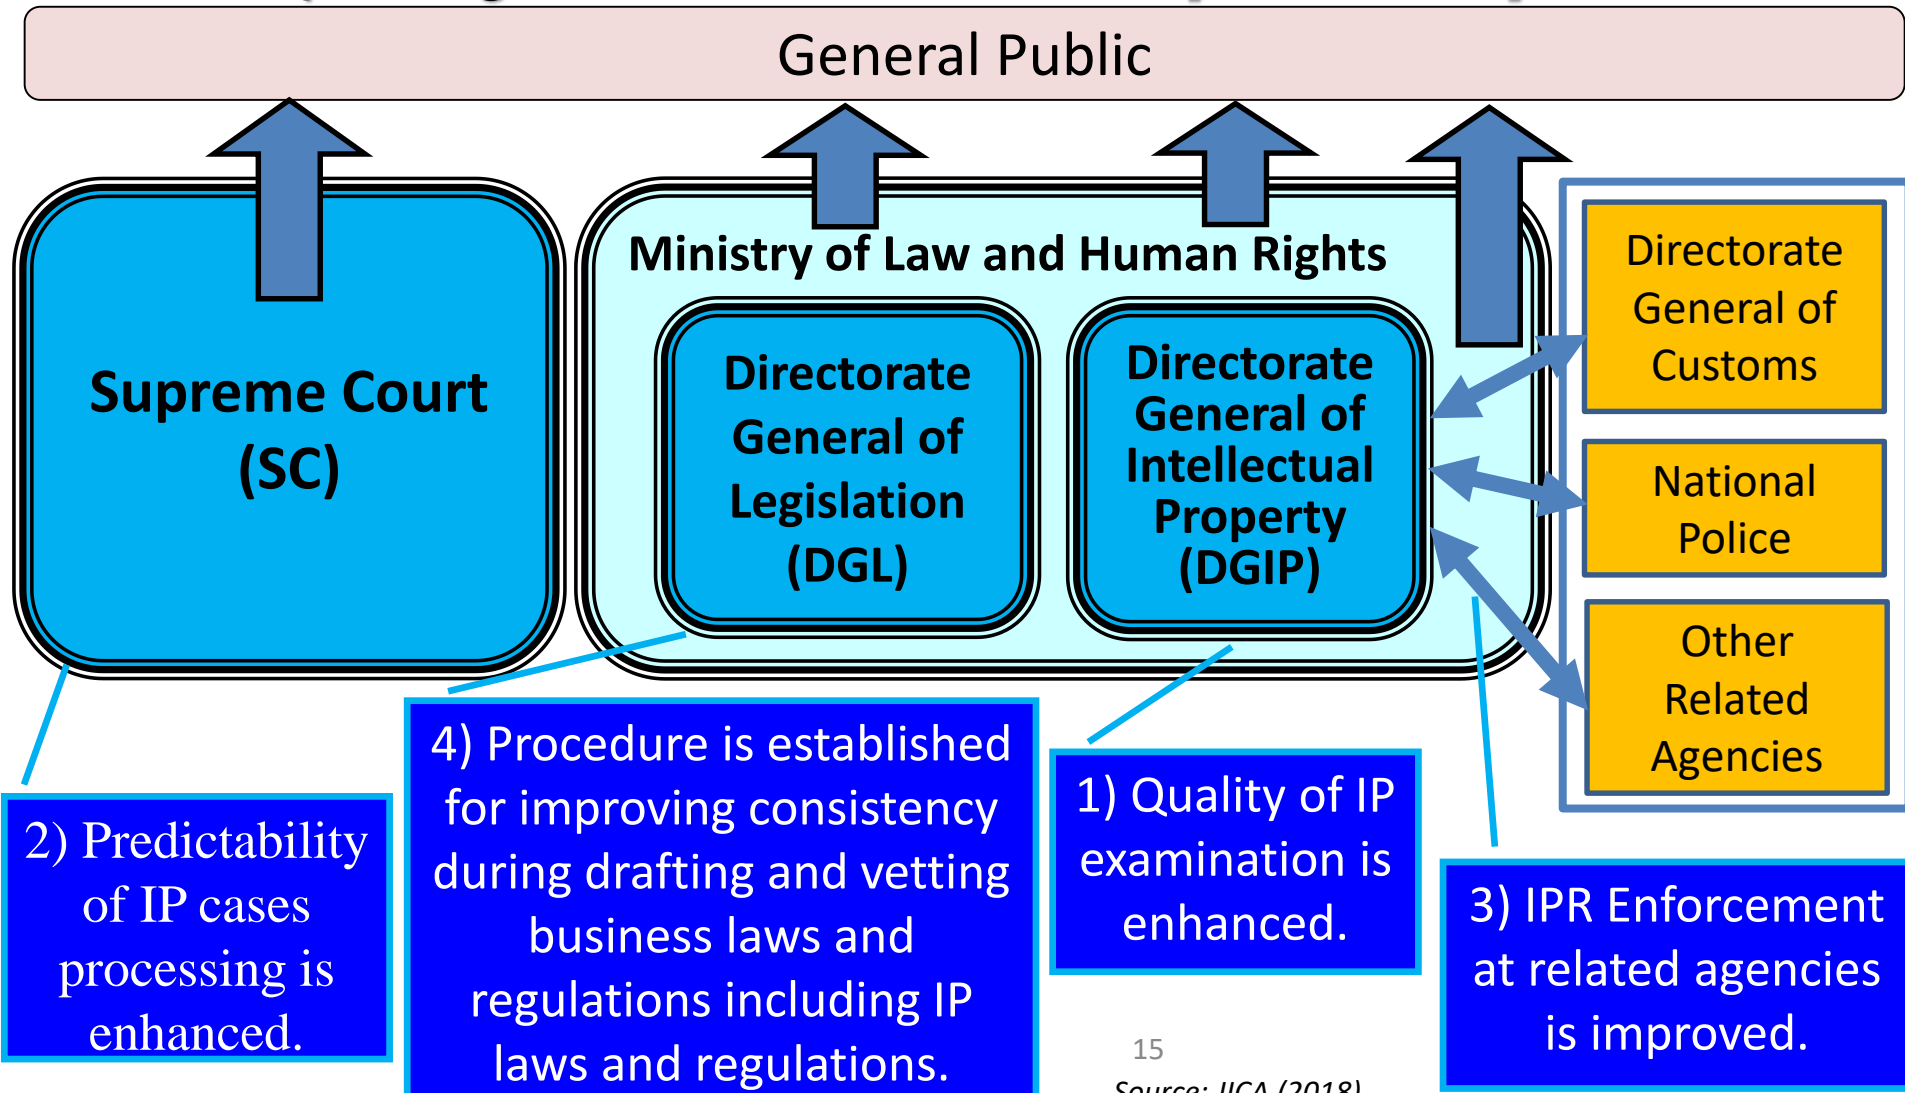 General Public
Ministry of Law and Human Rights
Supreme Court
(SC)
Directorate
General of
Legislation
(DGL)
Directorate
General of
Intellectual
Property
(DGIP)
Directorate
General of
Customs
National
Police
Other
Related
Agencies
2) Predictability
of IP cases
processing is
enhanced.
4) Procedure is established
for improving consistency
during drafting and vetting
business laws and
regulations including IP
laws and regulations.
1) Quality of IP
examination is
enhanced.
3) IPR Enforcement
at related agencies
is improved.
15
Source: JICA (2018)